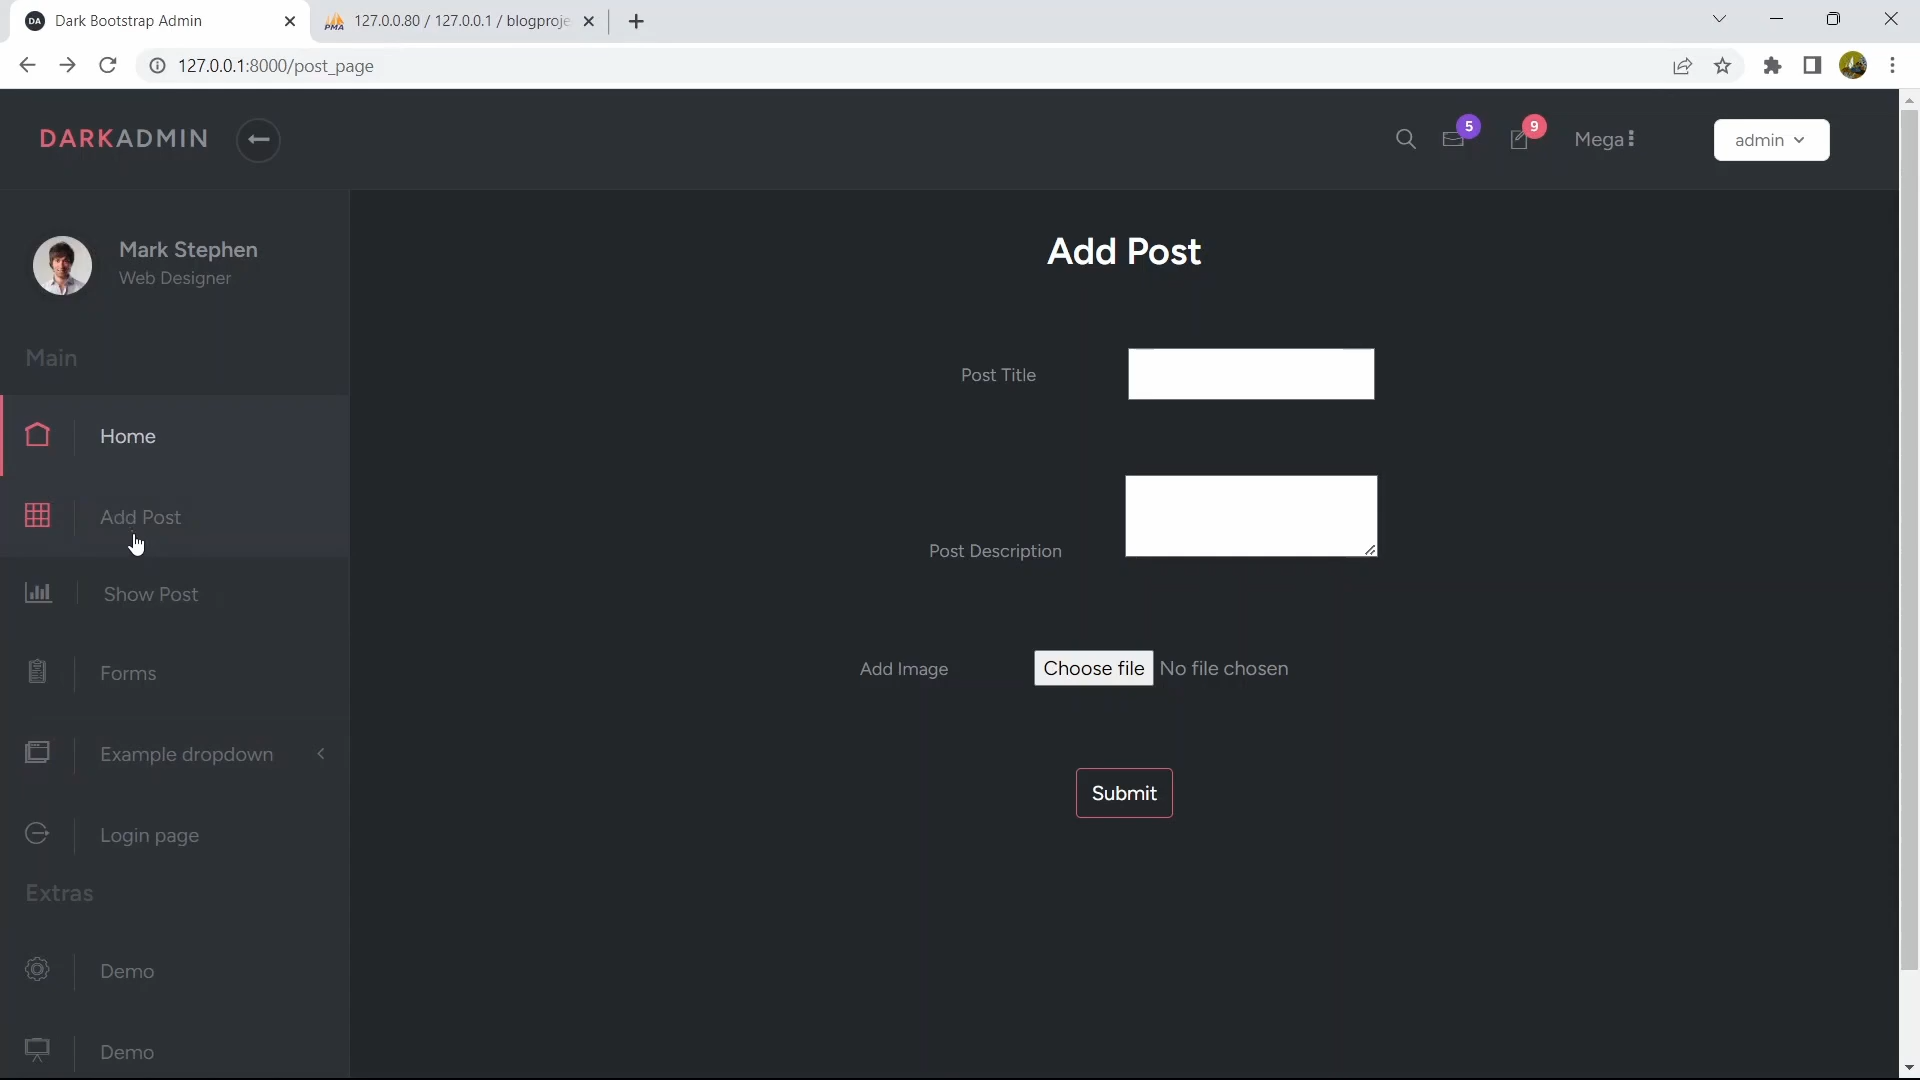 Dark Bootstrap Admin
127.0.0.80 / 127.0.0.1 / blogproje
127.0.0.1:8000/post_page
DARKADMIN
5
9
Mega
admin
Mark Stephen
Web Designer
Main
Home
Add Post
Show Post
Forms
Example dropdown
Login page
Extras
Demo
Demo
Add Post
Post Title
Post Description
Add Image
Choose file No file chosen
Submit